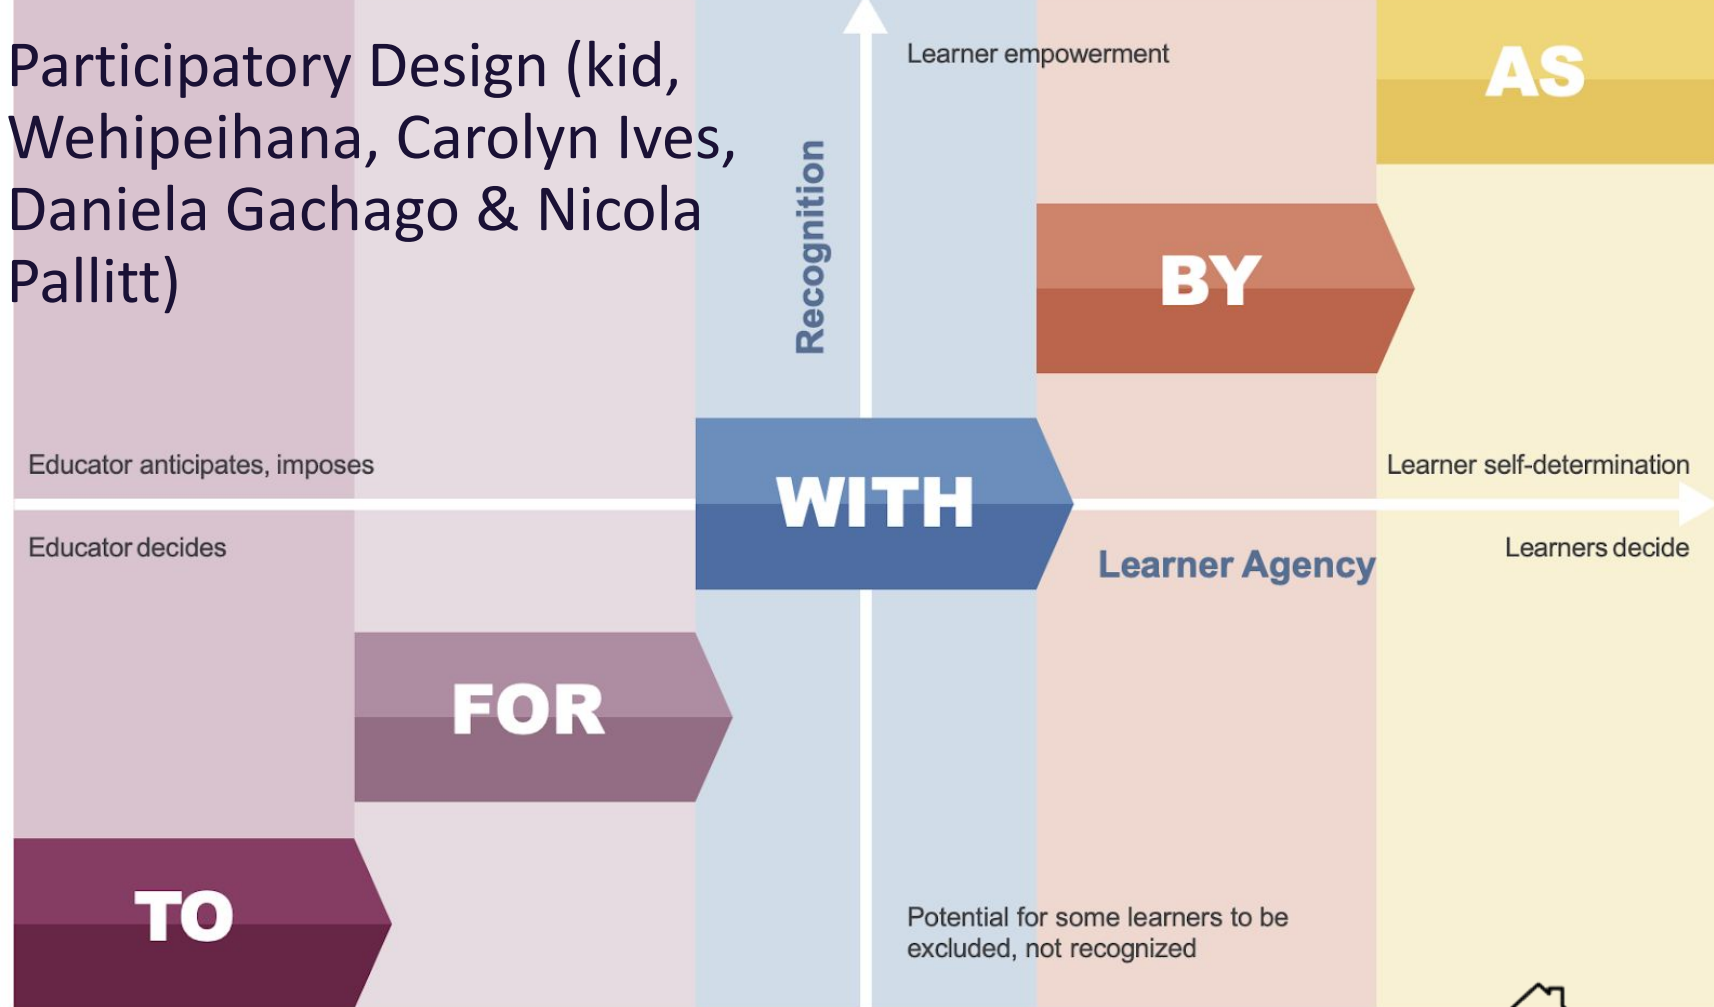 Participatory Design (kid,
Wehipeihana, Carolyn Ives,
Daniela Gachago & Nicola
Pallitt)
Learner empowerment
AS
Recognition
BY
Educator anticipates, imposes
Learner self-determination
WITH
Educator decides
Learners decide
Learner Agency
FOR
TO
Potential for some learners to be
excluded, not recognized